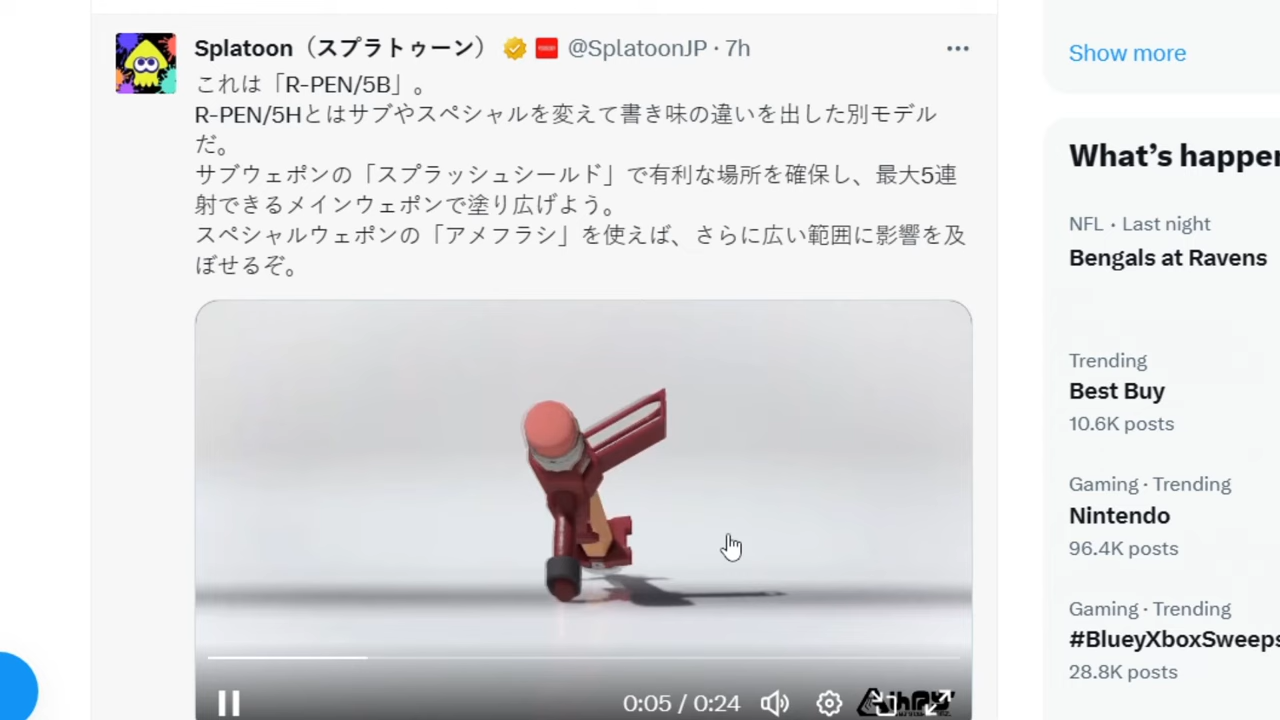 Splatoon（スプラトゥーン） @SplatoonJP · 7h
これは「R-PEN/5B」。
R-PEN/5Hとはサブやスペシャルを変えて書き味の違いを出した別モデル
だ。
サブウェポンの「スプラッシュシールド」で有利な場所を確保し、最大5連
射できるメインウェポンで塗り広げよう。
スペシャルウェポンの「アメフラシ」を使えば、さらに広い範囲に影響を及
ぼせるぞ。
0:05 / 0:24
Show more
What's happen
NFL · Last night
Bengals at Ravens
Trending
Best Buy
10.6K posts
Gaming · Trending
Nintendo
96.4K posts
Gaming · Trending
#BlueyXboxSweeps
28.8K posts